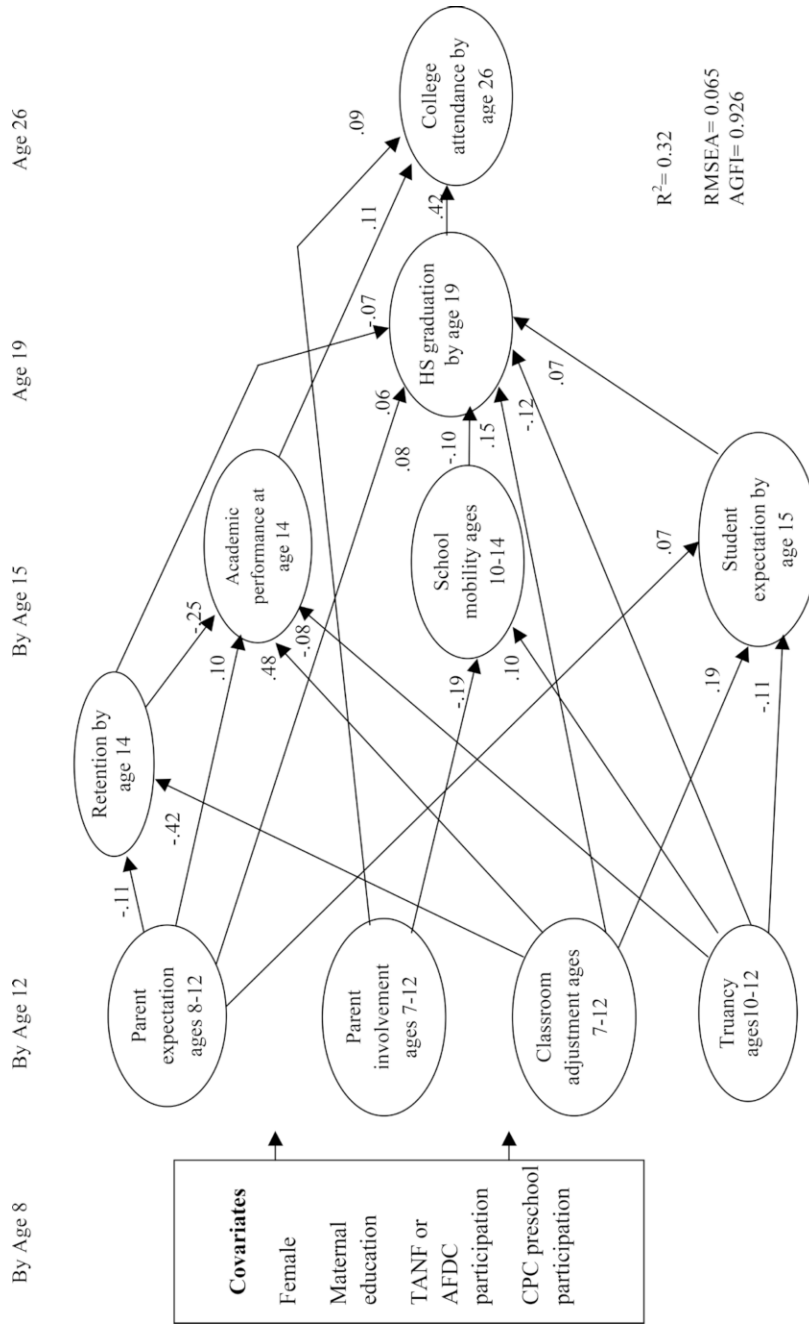 By Age 8
By Age 12
By Age 15
Age 19
Age 26
Covariates
Female
Maternal
education
TANF or
AFDC
participation
CPC preschool
participation
Parent
expectation
ages 8-12
Parent
involvement
ages 7-12
Classroom
adjustment ages
7-12
Truancy
ages10-12
-.11
-.42
Retention by
age 14
-.25
.10
.48
-.08
Academic
performance at
age 14
-.19
.10
School
mobility ages
10-14
.07
.19
-.11
Student
expectation by
age 15
-.07
.06
.08
-.10
.15
-.12
.07
HS graduation
by age 19
.09
.11
.42
College
attendance by
age 26
R²= 0.32
RMSEA= 0.065
AGFI= 0.926